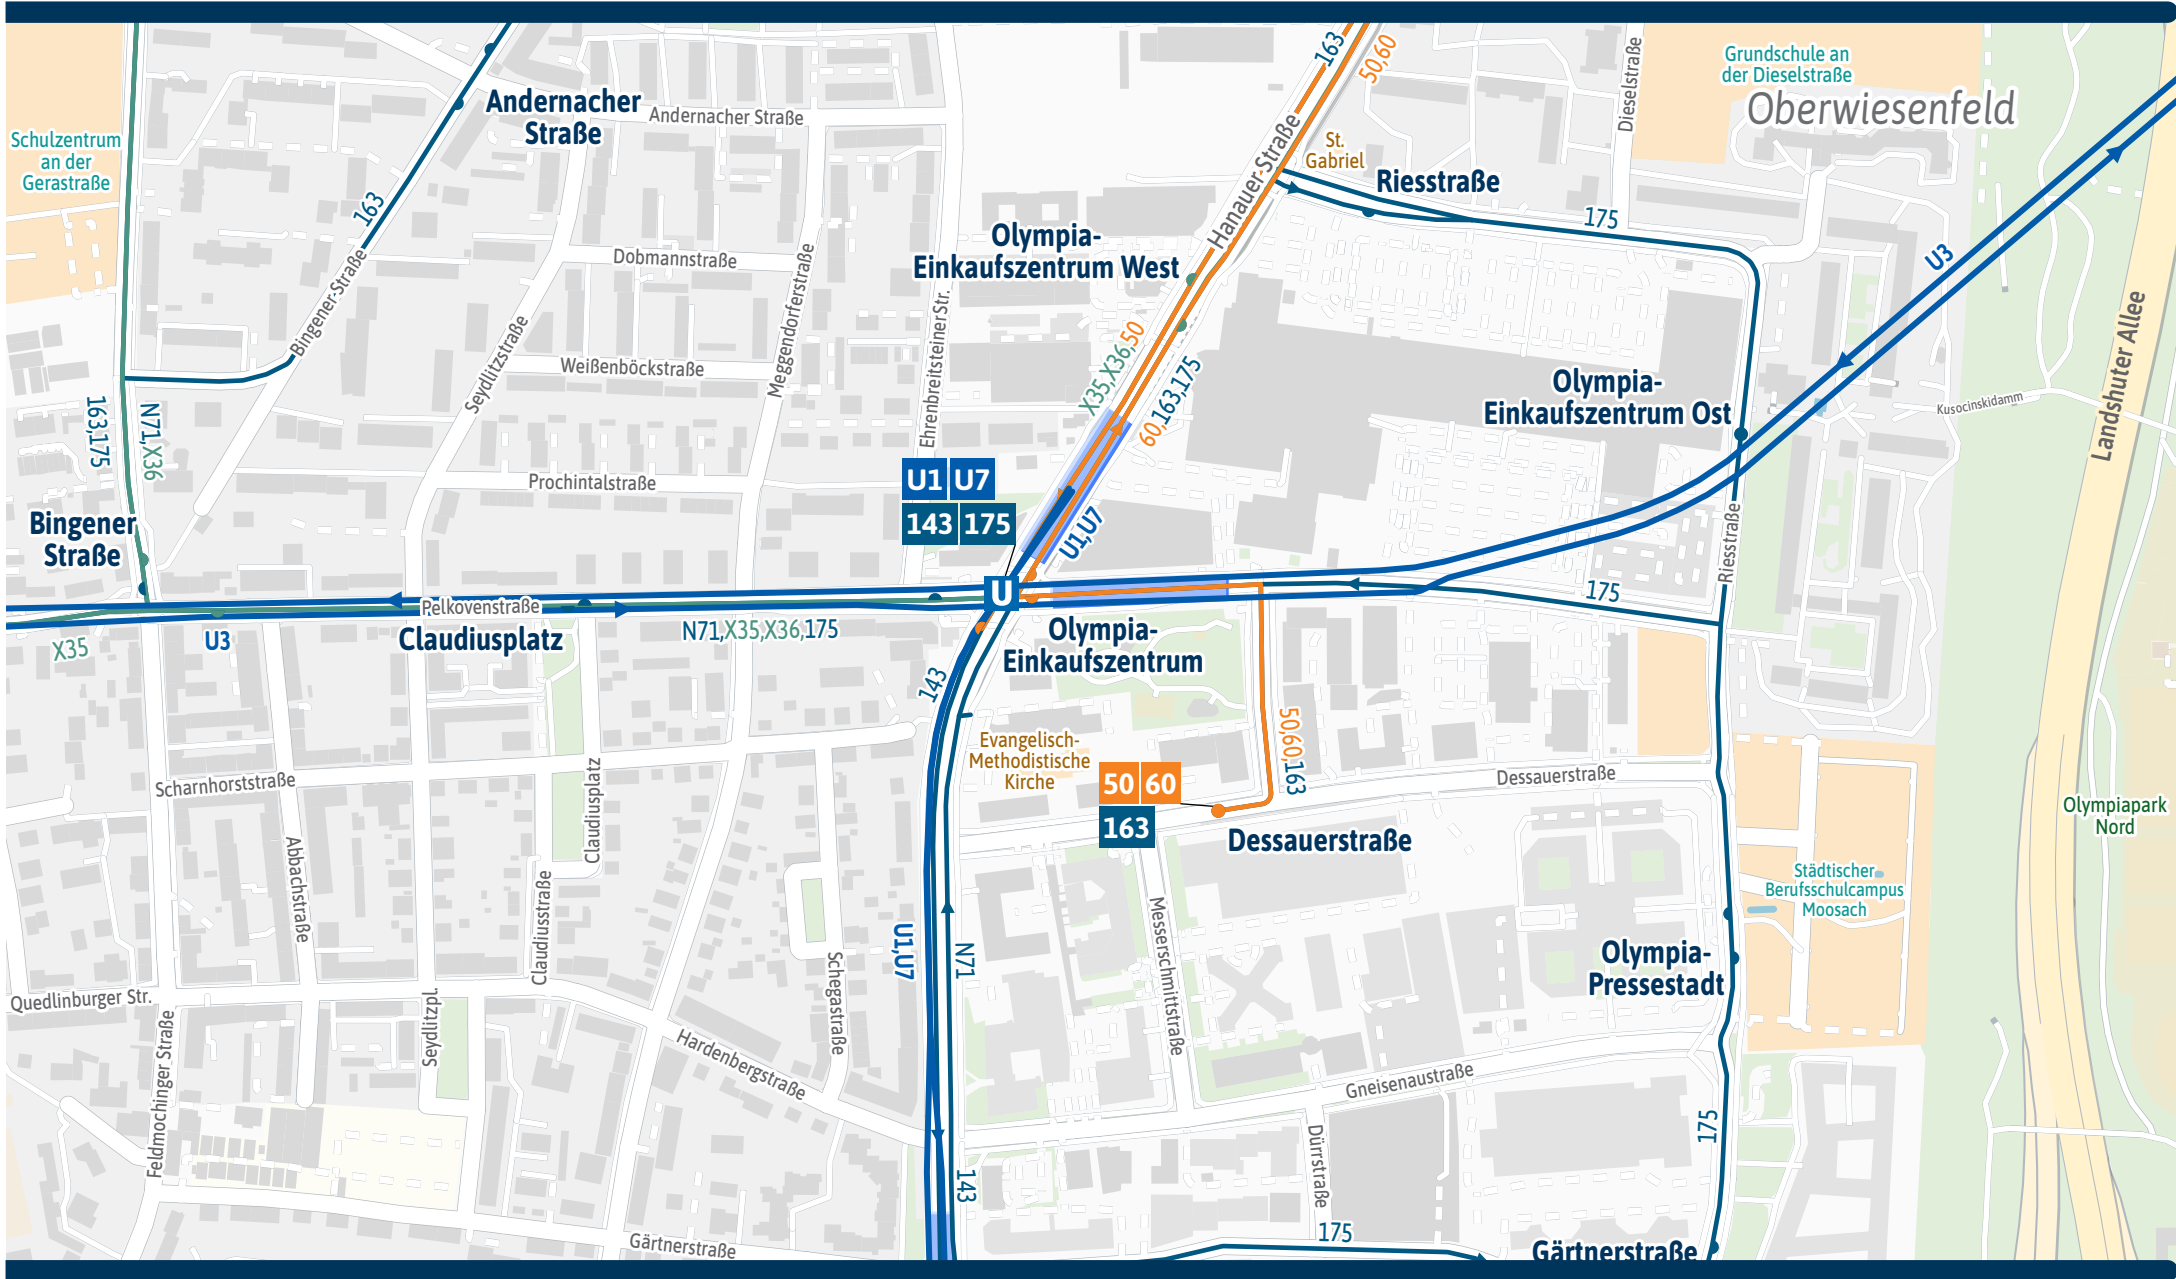 163
50,60
Dieselstraße
Grundschule an
der Dieselstraße
Oberwiesenfeld
Andernacher
Straße
Andernacher Straße
Schulzentrum
an der
Gerastraße
St.
Gabriel
Riesstraße
Hanauer Straße
163
175
Olympia-
Einkaufszentrum West
Dobmannstraße
U3
Bingener Straße
Seydlitzstraße
Meggendorferstraße
Ehrenbreitsteiner Str.
Weißenböckstraße
X35,X36,50
60,163,175
Olympia-
Einkaufszentrum Ost
Kusocinskidamm
Landshuter Allee
163,175
N71,X36
Prochintalstraße
U1 U7
143 175
U1,U7
Bingener
Straße
Riesstraße
Pelkovenstraße
U
175
X35
U3
Claudiusplatz
N71,X35,X36,175
Olympia-
Einkaufszentrum
143
Evangelisch-
Methodistische
Kirche
50,60,163
50 60
163
Dessauerstraße
Dessauerstraße
Scharnhorststraße
Claudiusplatz
Abbachstraße
Olympiapark
Nord
Städtischer
Berufsschulcampus
Moosach
Claudiusstraße
U1,U7
N71
Messerschmittstraße
Schegastraße
Olympia-
Pressestadt
Quedlinburger Str.
Seydlitzpl.
Feldmochinger Straße
Hardenbergstraße
Gneisenaustraße
Dürrstraße
175
143
175
Gärtnerstraße
Gärtnerstraße